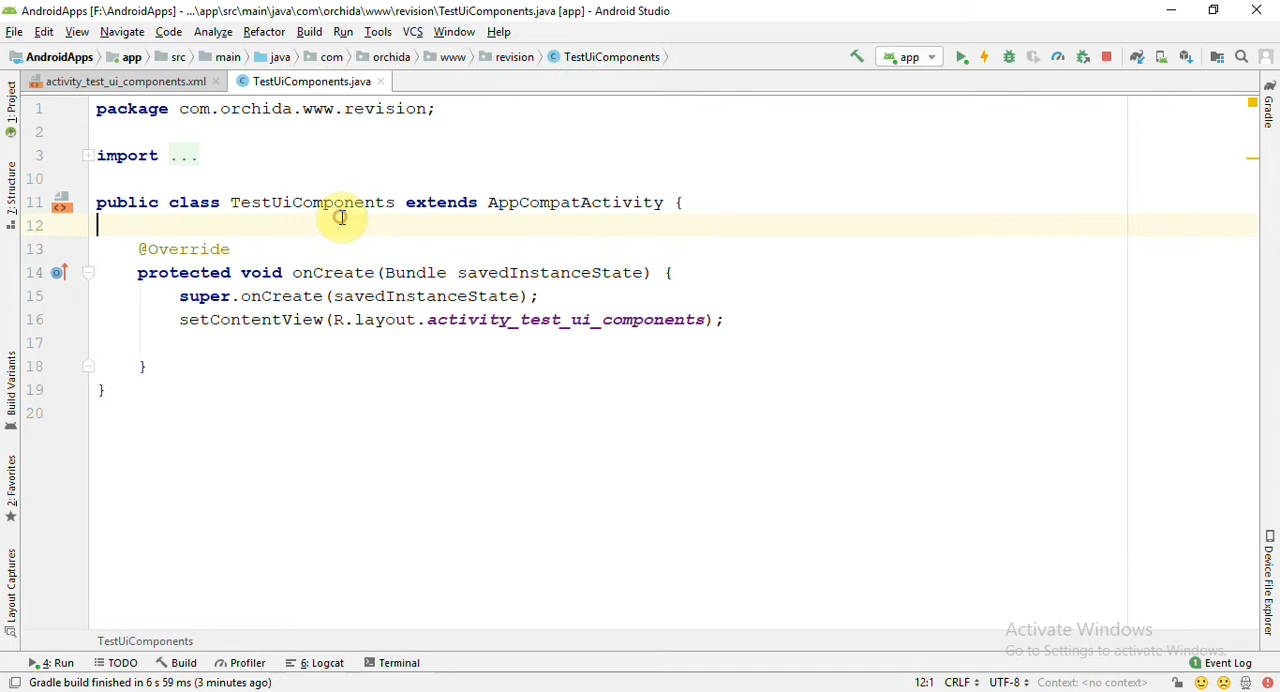 AndroidApps [F:\AndroidApps] - ...\app\src\main\java\com\orchida\www\revision\TestUiComponents.java [app] - Android Studio
File Edit View Navigate Code Analyze Refactor Build Run Tools VCS Window Help
AndroidApps app src main java com orchida www revision TestUiComponents app
activity_test_ui_components.xml TestUiComponents.java
1 package com.orchida.www.revision;
2
3 import ...
10
11 public class TestUiComponents extends AppCompatActivity {
12
13 @Override
14 protected void onCreate(Bundle savedInstanceState) {
15 super.onCreate(savedInstanceState);
16 setContentView(R.layout.activity_test_ui_components);
17
18 }
19 }
20
1: Project
7: Structure
Build Variants
2: Favorites
Layout Captures
Gradle
Device File Explorer
TestUiComponents
Activate Windows
Go to Settings to activate Windows.
4: Run TODO Build Profiler 6: Logcat Terminal 1 Event Log
Gradle build finished in 6 s 59 ms (3 minutes ago) 12:1 CRLF UTF-8 Context: <no context>